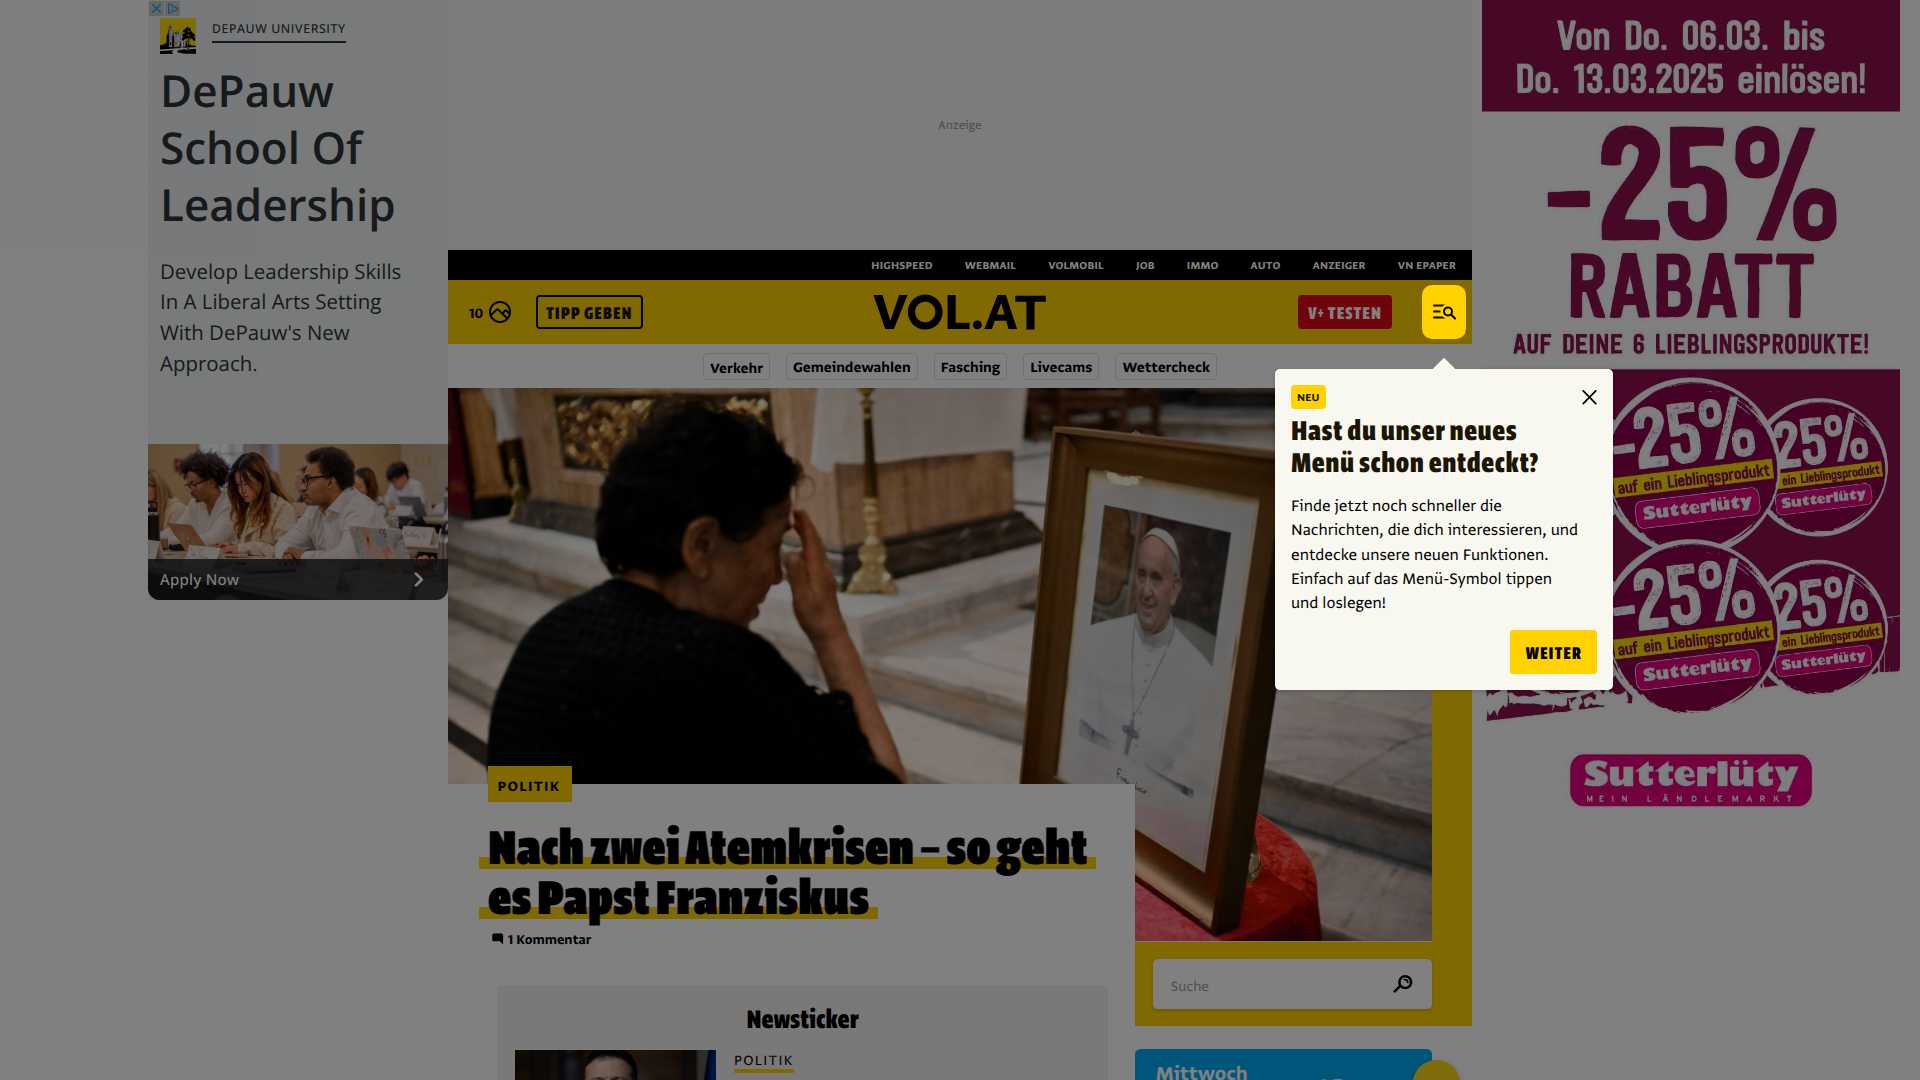 DEPAUW UNIVERSITY
DePauw
School Of
Leadership
Develop Leadership Skills
In A Liberal Arts Setting
With DePauw's New
Approach.
Apply Now
Anzeige
HIGHSPEED WEBMAIL VOLMOBIL JOB IMMO AUTO ANZEIGER VN EPAPER
10 TIPP GEBEN VOL.AT V+ TESTEN
Verkehr Gemeindewahlen Fasching Livecams Wettercheck
NEU
Hast du unser neues
Menü schon entdeckt?
Finde jetzt noch schneller die
Nachrichten, die dich interessieren, und
entdecke unsere neuen Funktionen.
Einfach auf das Menü-Symbol tippen
und loslegen!
WEITER
POLITIK
Nach zwei Atemkrisen – so geht
es Papst Franziskus
1 Kommentar
Suche
Newsticker
POLITIK
Mittwoch
Von Do. 06.03. bis
Do. 13.03.2025 einlösen!
-25%
RABATT
AUF DEINE 6 LIEBLINGSPRODUKTE!
-25% 25%
auf ein Lieblingsprodukt ein Lieblingsprodukt
Sutterlüty Sutterlüty
-25% 25%
auf ein Lieblingsprodukt ein Lieblingsprodukt
Sutterlüty Sutterlüty
Sutterlüty
MEIN LÄNDLEMARKT